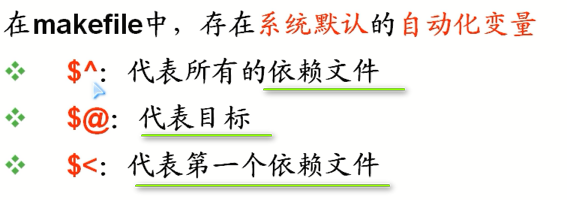 在makefile中，存在系统默认的自动化变量
$^：代表所有的依赖文件
$@：代表目标
$<：代表第一个依赖文件